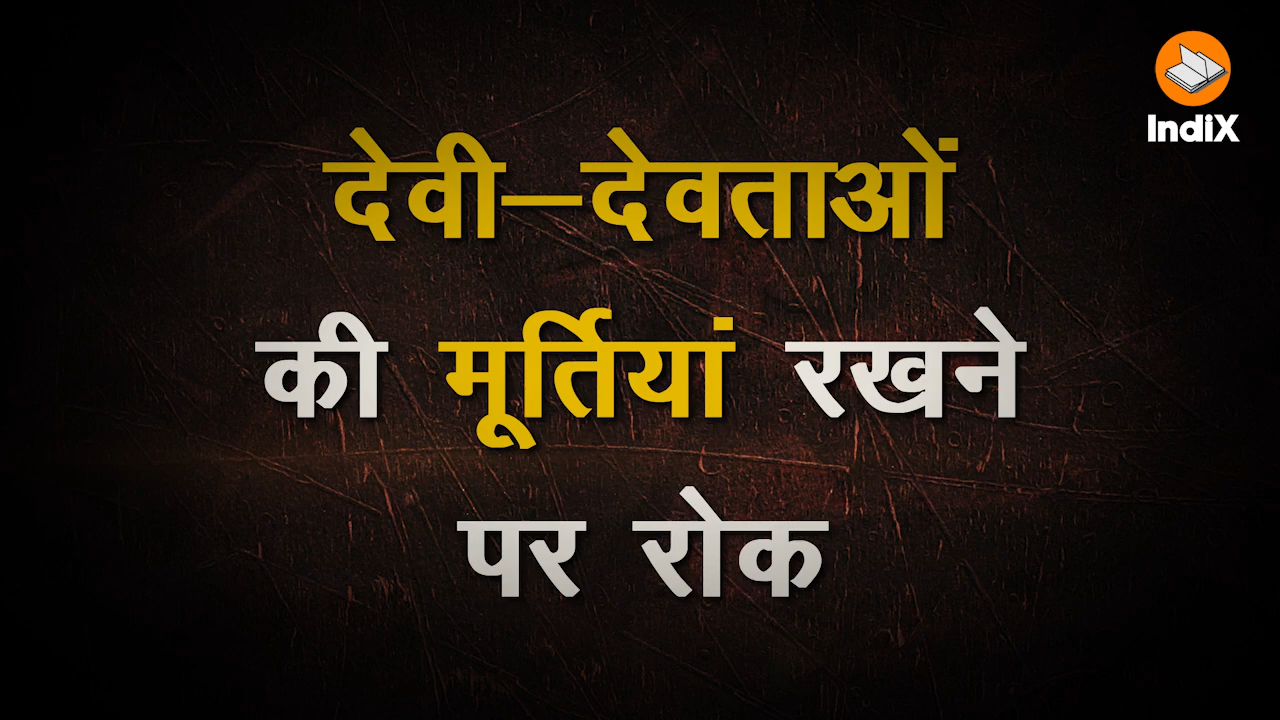 IndiX
देवी–देवताओं
की मूर्तियां रखने
पर रोक